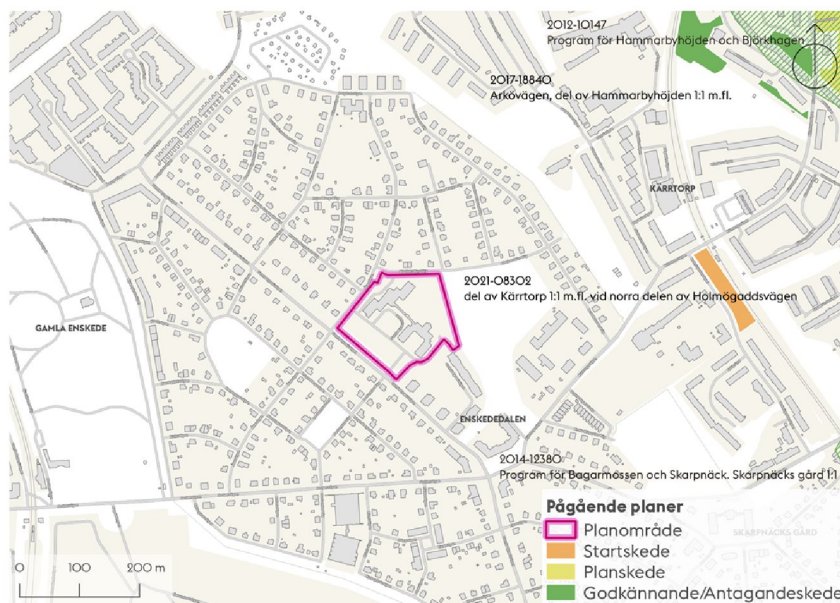 2012-10147
Program för Hammarbyhöjden och Björkhagen
2017-18840
Arkövägen, del av Hammarbyhöjden 1:1 m.fl.
KÄRRTORP
2021-08302
del av Kärrtorp 1:1 m.fl. vid norra delen av Holmögaddsvägen
GAMLA ENSKEDE
ENSKEDEDALEN
2014-12380
Program för Bagarmossen och Skarpnäck. Skarpnäcks gård 1:1
Pågående planer
Planområde
Startskede
Planskede
Godkännande/Antagandeskede
SKARPNÄCKS GÅRD
0 100 200 m